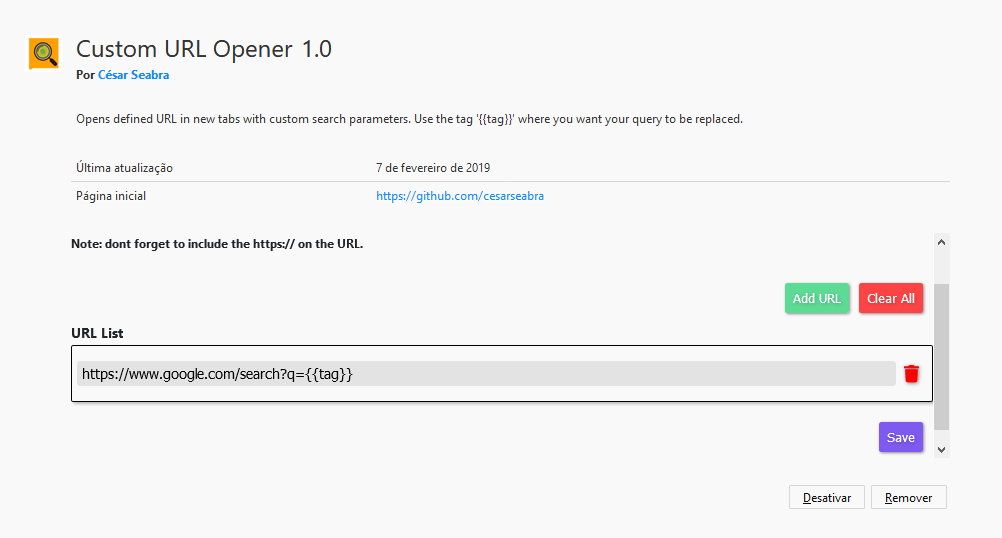 Custom URL Opener 1.0
Por César Seabra
Opens defined URL in new tabs with custom search parameters. Use the tag '{{tag}}' where you want your query to be replaced.
Última atualização 7 de fevereiro de 2019
Página inicial https://github.com/cesarseabra
Note: dont forget to include the https:// on the URL.
Add URL Clear All
URL List
https://www.google.com/search?q={{tag}}
Save
Desativar Remover